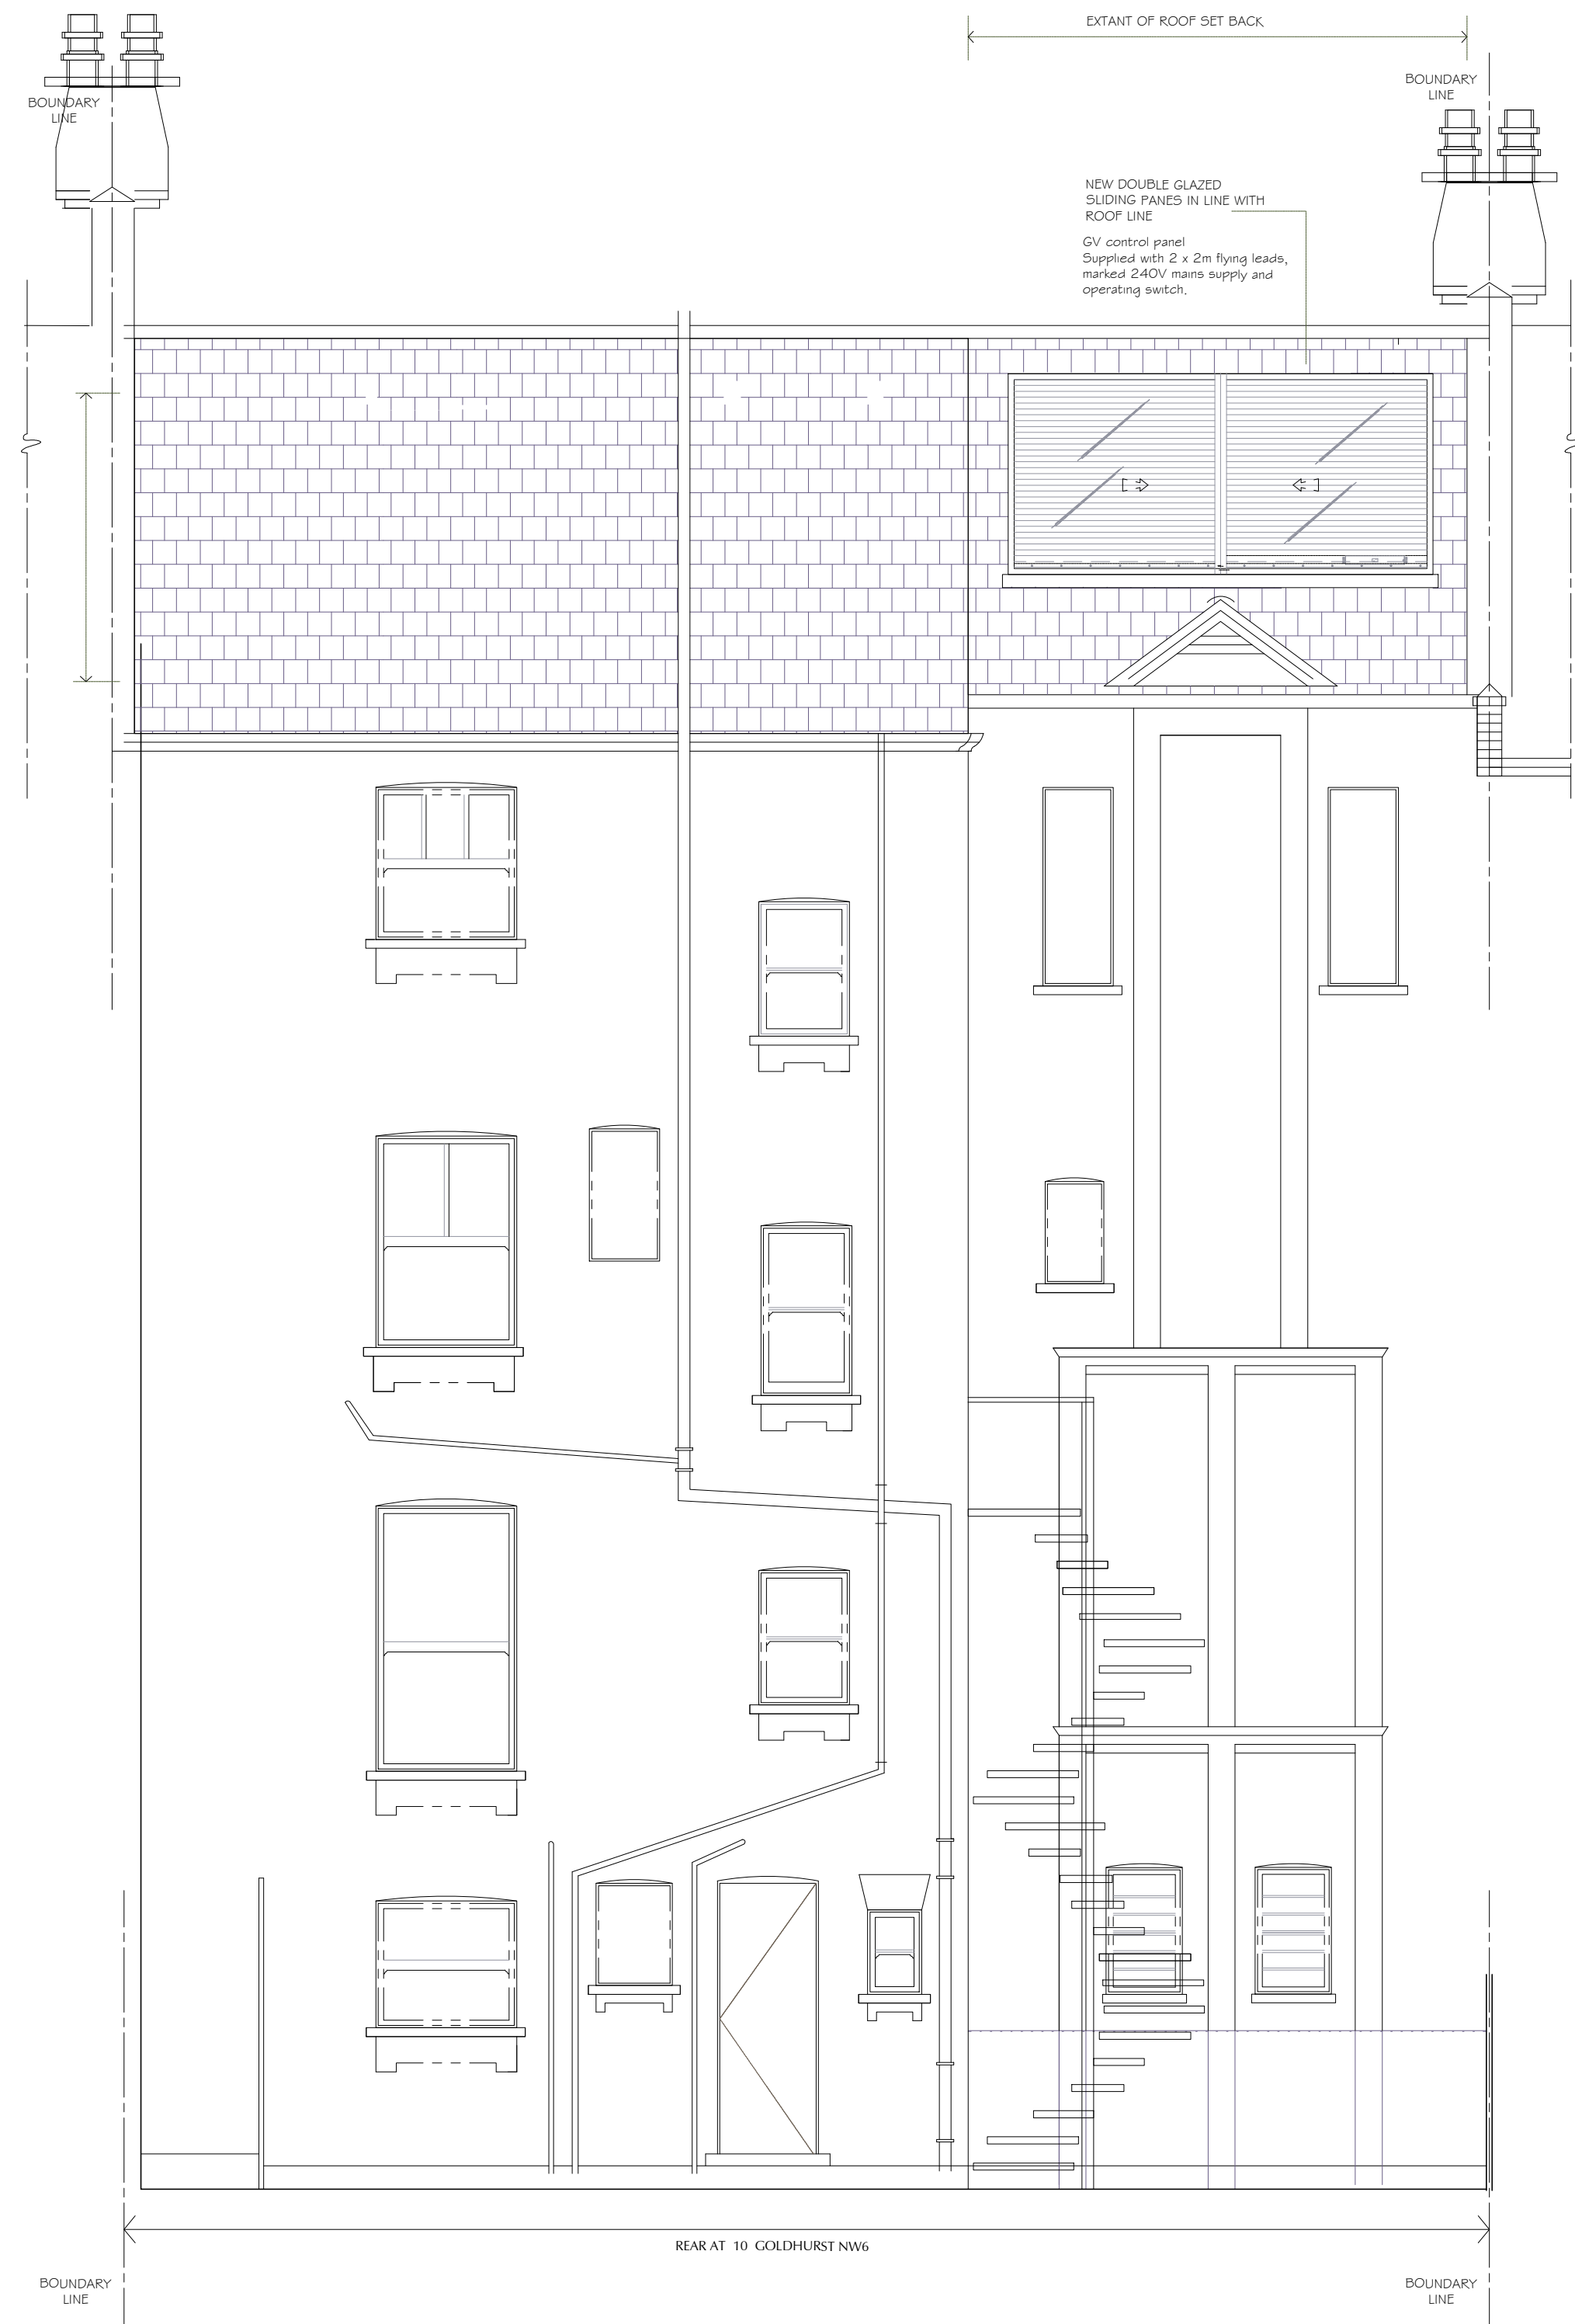 EXTANT OF ROOF SET BACK
BOUNDARY
LINE
BOUNDARY
LINE
NEW DOUBLE GLAZED
SLIDING PANES IN LINE WITH
ROOF LINE
GV control panel
Supplied with 2 x 2m flying leads,
marked 240V mains supply and
operating switch.
REAR AT 10 GOLDHURST NW6
BOUNDARY
LINE
BOUNDARY
LINE